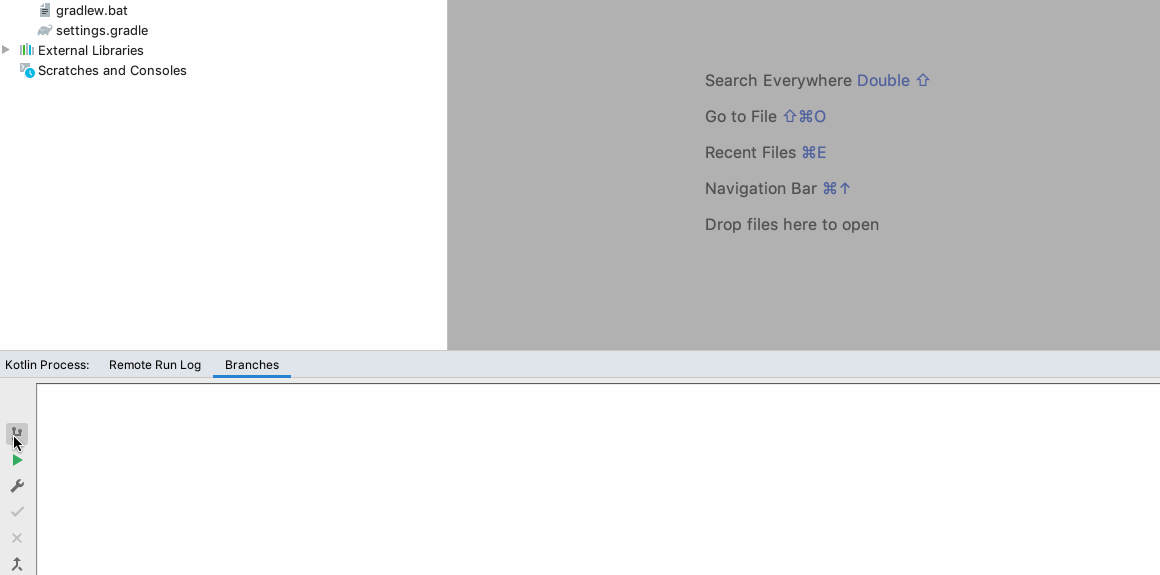 gradlew.bat
settings.gradle
External Libraries
Scratches and Consoles
Search Everywhere Double ⇧
Go to File ⇧⌘O
Recent Files ⌘E
Navigation Bar ⌘↑
Drop files here to open
Kotlin Process: Remote Run Log Branches